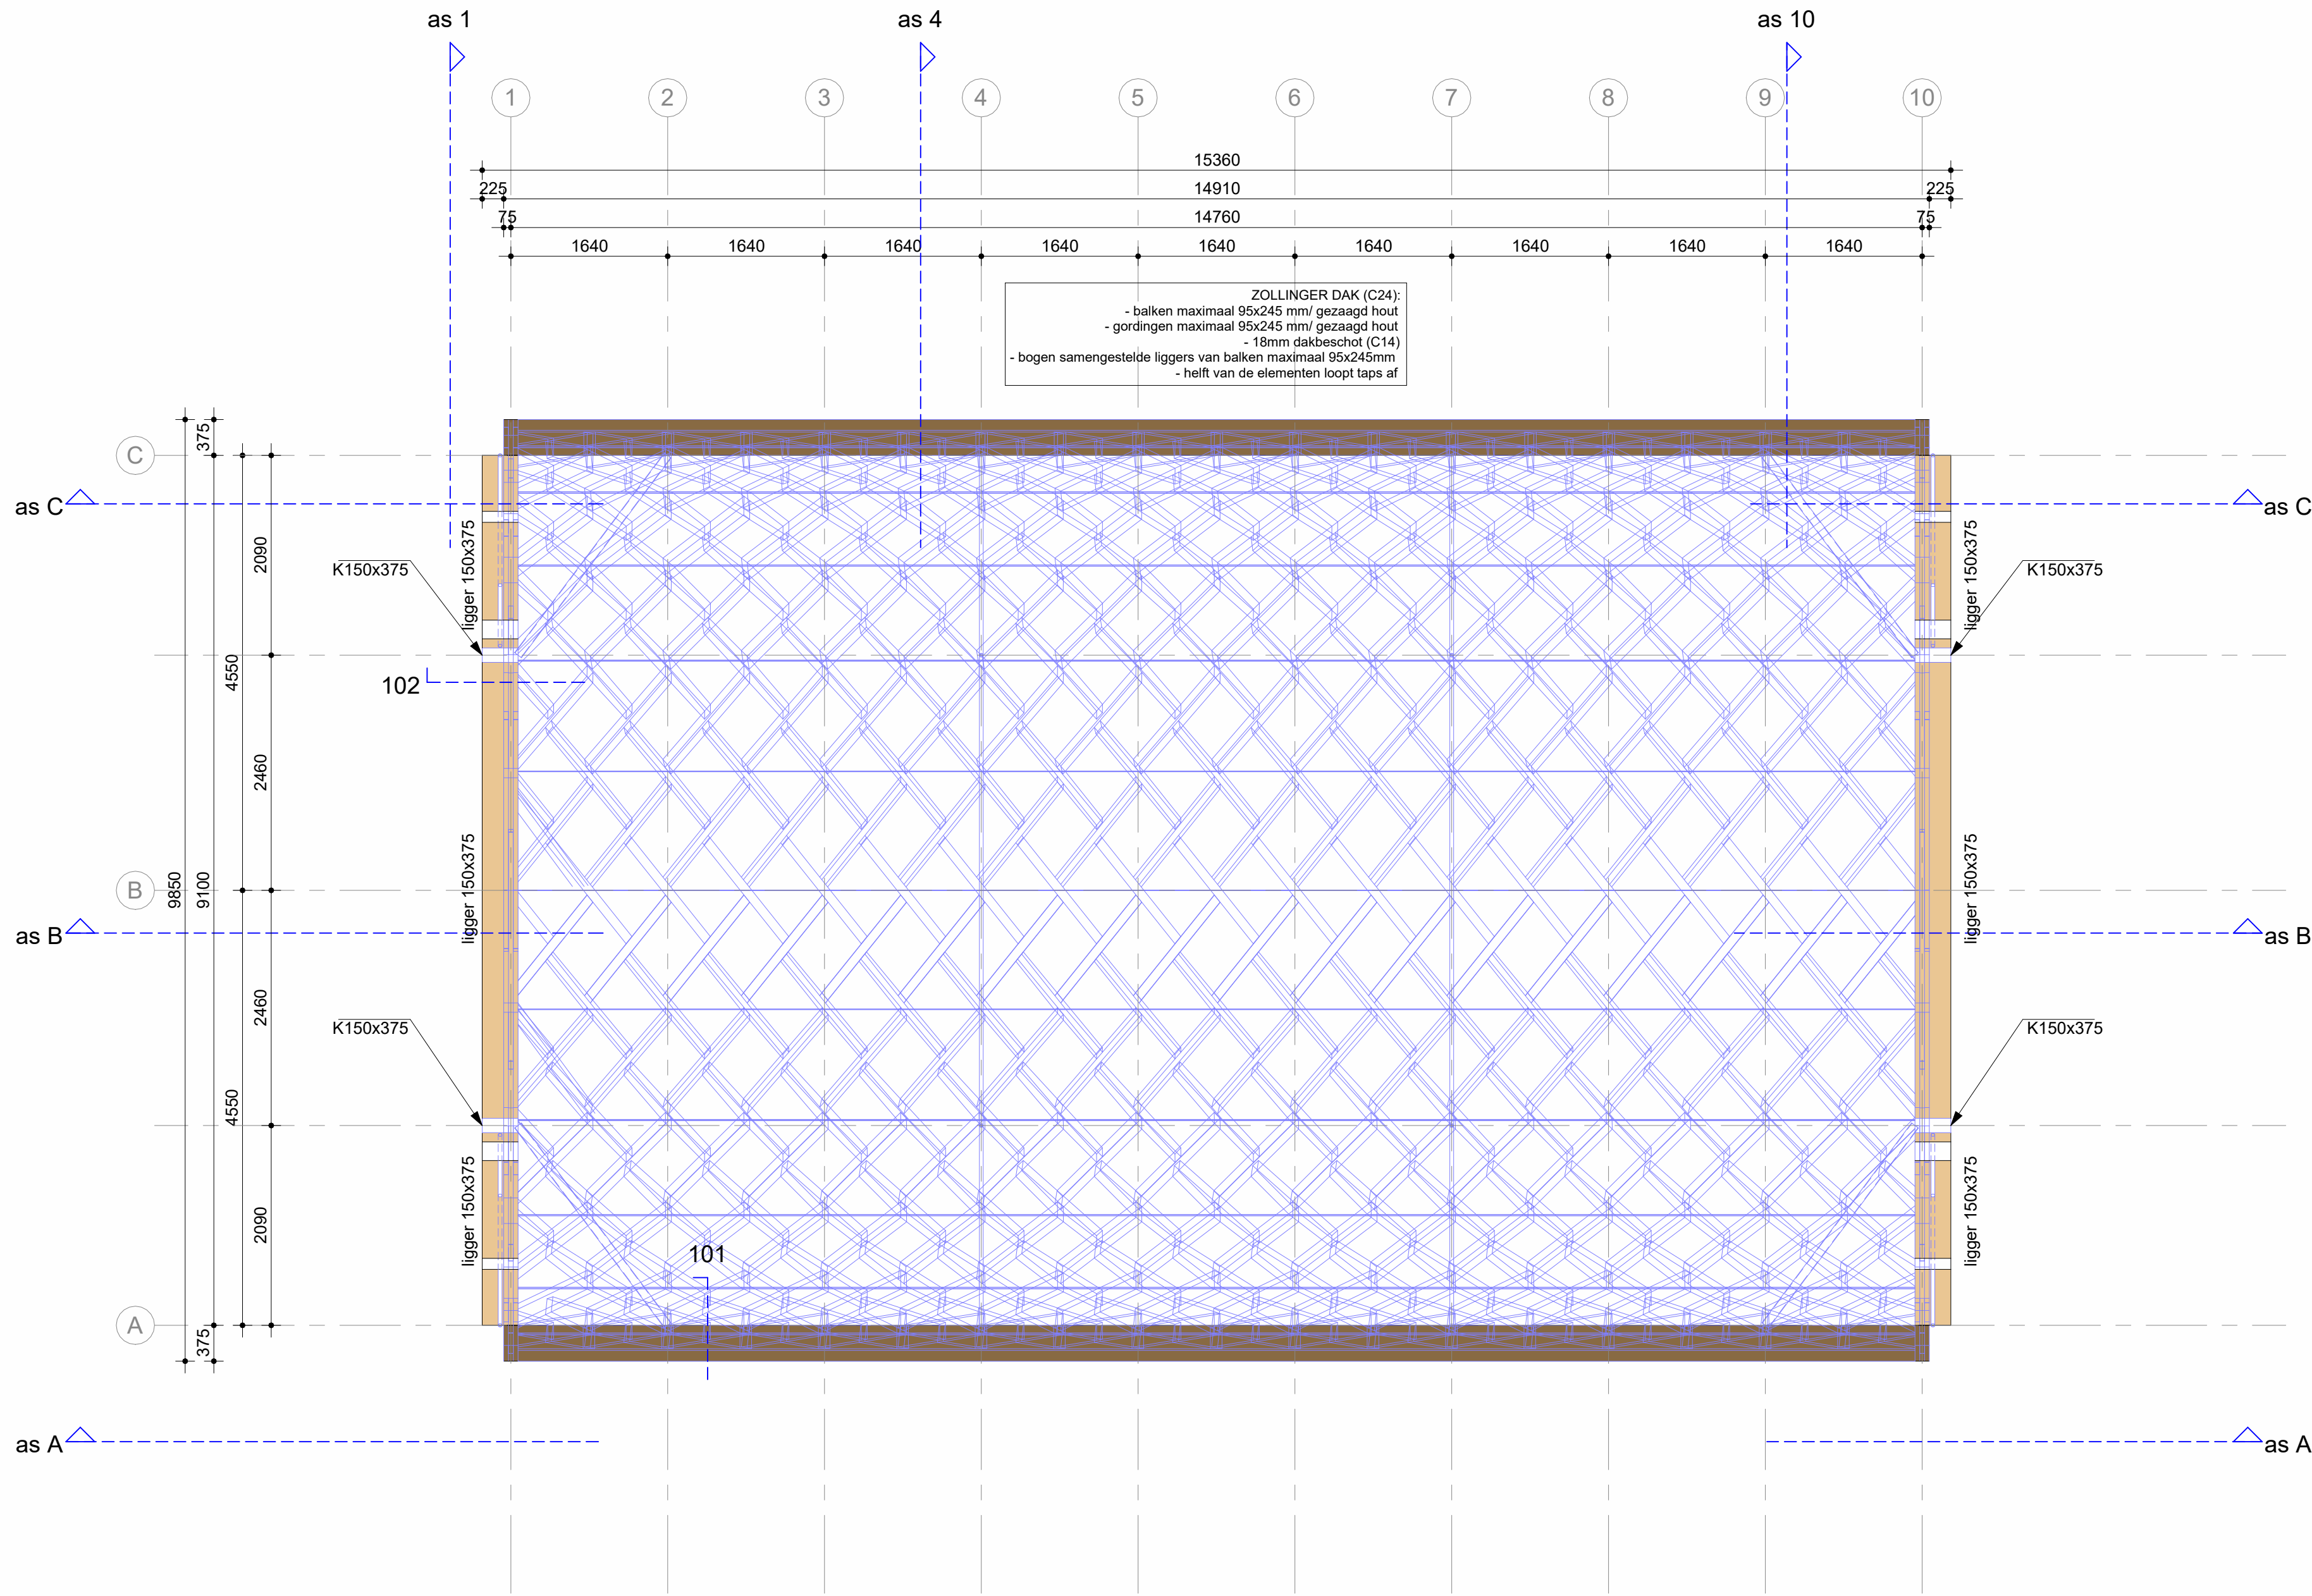 as 1
as 4
as 10
1
2
3
4
5
6
7
8
9
10
15360
225
14910
225
75
14760
75
1640
1640
1640
1640
1640
1640
1640
1640
1640
ZOLLINGER DAK (C24):
- balken maximaal 95x245 mm/ gezaagd hout
- gordingen maximaal 95x245 mm/ gezaagd hout
- 18mm dakbeschot (C14)
- bogen samengestelde liggers van balken maximaal 95x245mm
- helft van de elementen loopt taps af
375
C
as C
as C
2090
ligger 150x375
ligger 150x375
K150x375
K150x375
4550
102
2460
B
9850
9100
ligger 150x375
ligger 150x375
as B
as B
2460
K150x375
K150x375
4550
2090
ligger 150x375
ligger 150x375
101
A
375
as A
as A